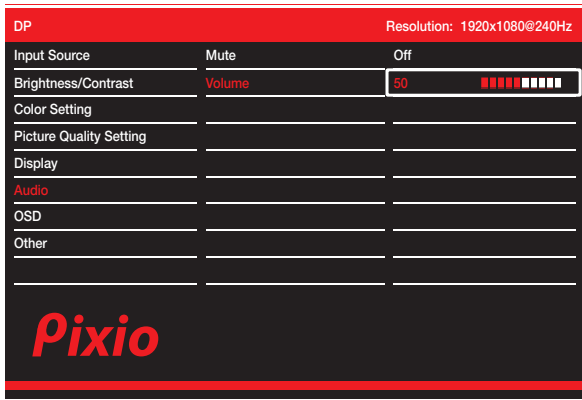 DP Resolution: 1920x1080@240Hz
Input Source Mute Off
Brightness/Contrast Volume 50
Color Setting
Picture Quality Setting
Display
Audio
OSD
Other
Pixio